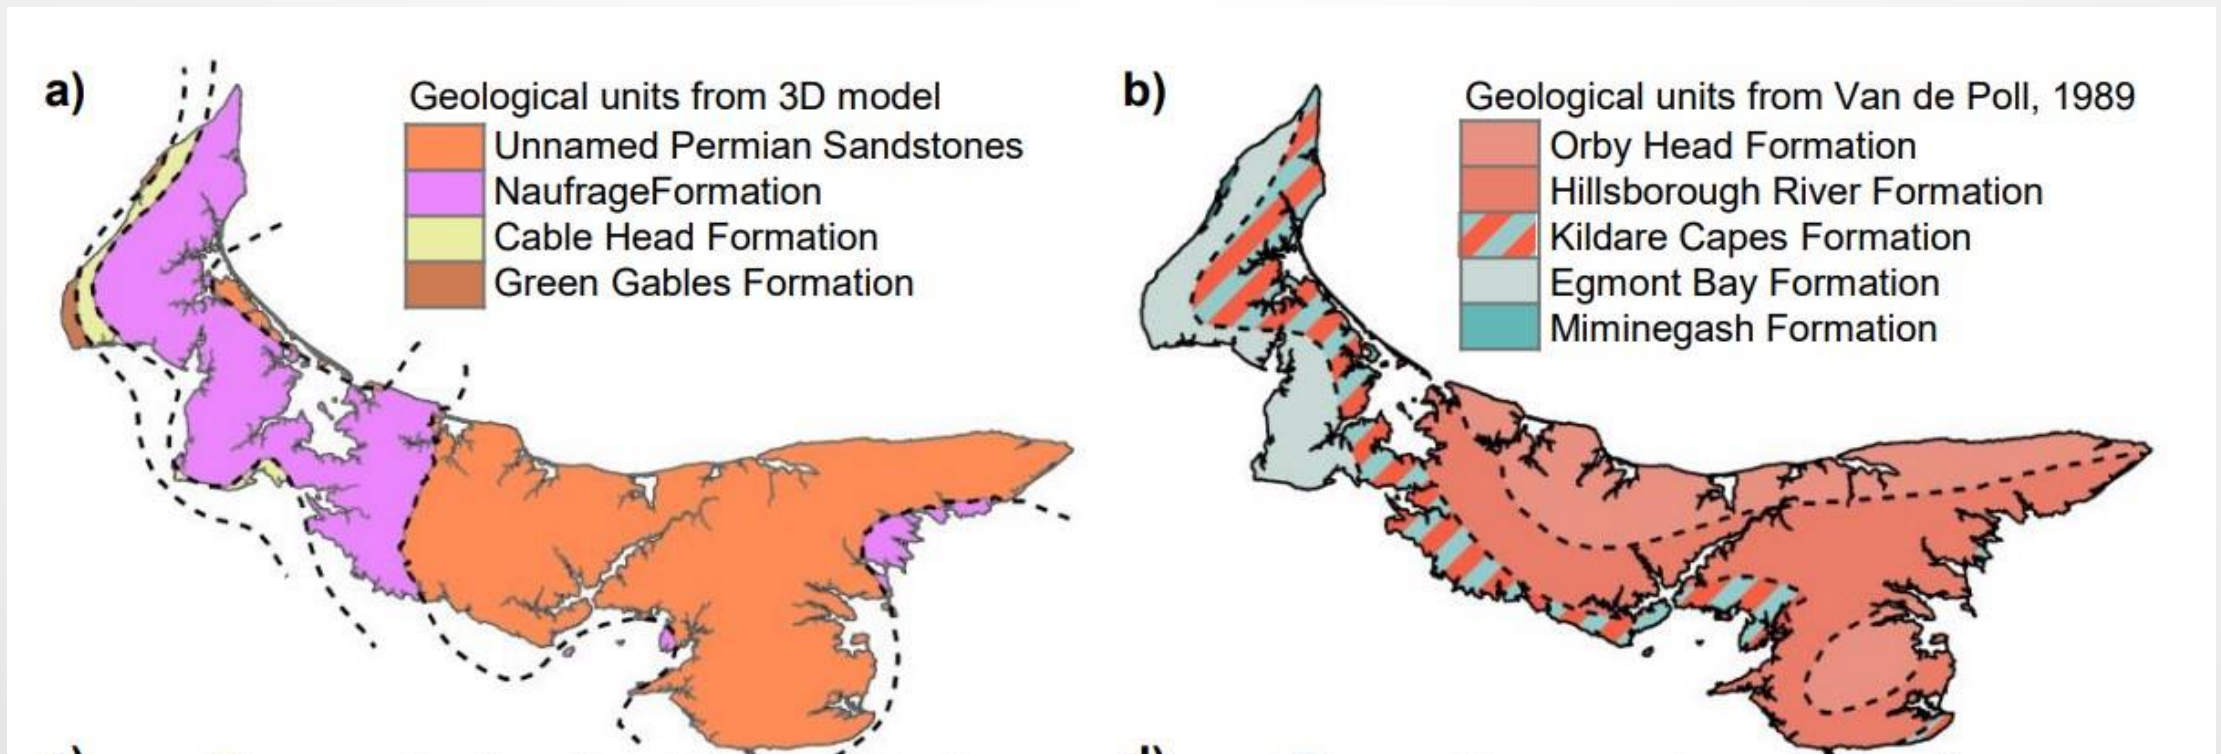 a)
Geological units from 3D model
Unnamed Permian Sandstones
NaufrageFormation
Cable Head Formation
Green Gables Formation
b)
Geological units from Van de Poll, 1989
Orby Head Formation
Hillsborough River Formation
Kildare Capes Formation
Egmont Bay Formation
Miminegash Formation